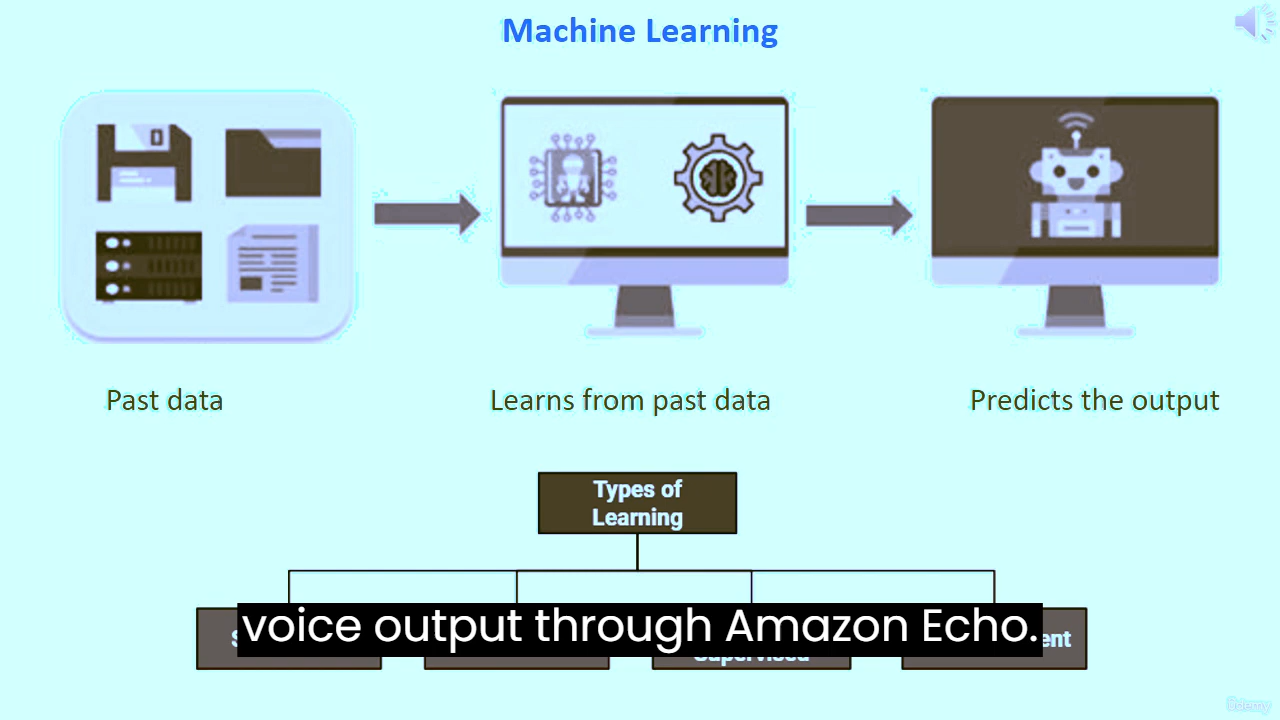 Machine Learning
Past data
Learns from past data
Predicts the output
Types of
Learning
voice output through Amazon Echo.
Udemy